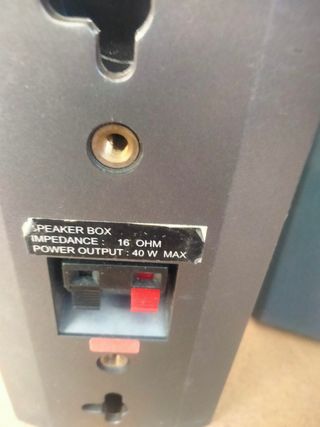 SPEAKER BOX
IMPEDANCE : 16 OHM
POWER OUTPUT : 40 W MAX